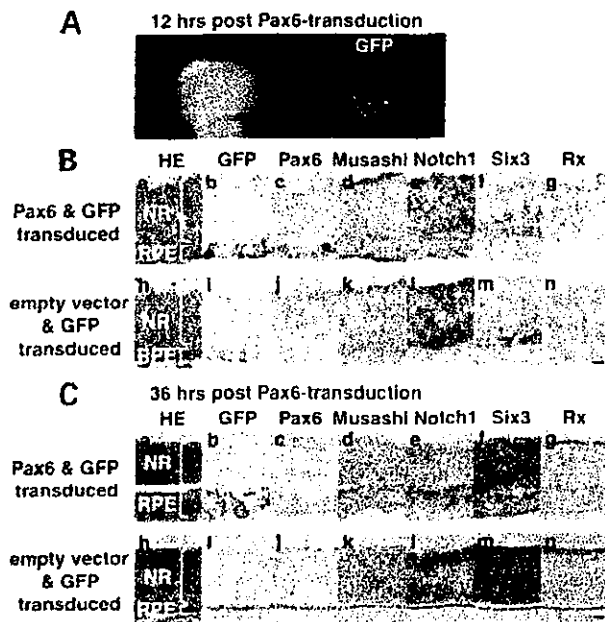 A
12 hrs post Pax6-transduction
GFP
B
HE GFP Pax6 Musashi Notch1 Six3 Rx
Pax6 & GFP
transduced
a b c d e f g
NR
RPE
empty vector
& GFP
transduced
h i j k l m n
NR
RPE
C
36 hrs post Pax6-transduction
HE GFP Pax6 Musashi Notch1 Six3 Rx
Pax6 & GFP
transduced
a b c d e f g
NR
RPE
empty vector
& GFP
transduced
h i j k l m n
NR
RPE